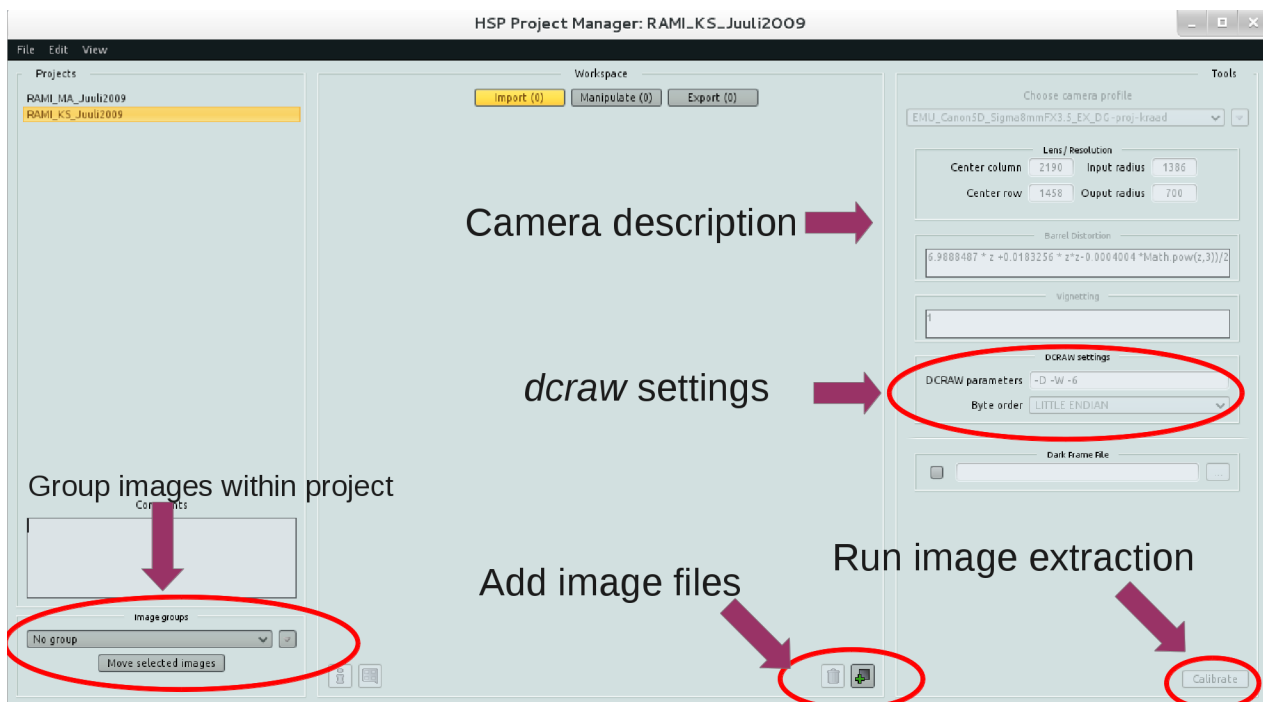 HSP Project Manager: RAMI_KS_Juuli2009
File Edit View
Projects
RAMI_MA_Juuli2009
RAMI_KS_Juuli2009
Group images within project
Comments
Image groups
No group
Move selected images
Workspace
Import (0) Manipulate (0) Export (0)
Camera description
dcraw settings
Add image files
Run image extraction
Tools
Choose camera profile
EMU_Canon5D_Sigma8mmFX3.5_EX_DG-proj-kraad
Lens/Resolution
Center column 2190 Input radius 1386
Center row 1458 Ouput radius 700
Barrel Distortion
6.9888487 * z +0.0183256 * z*z-0.0004004 *Math.pow(z,3))/2
Vignetting
1
DCRAW settings
DCRAW parameters -D -W -6
Byte order LITTLE ENDIAN
Dark Frame File
...
Calibrate